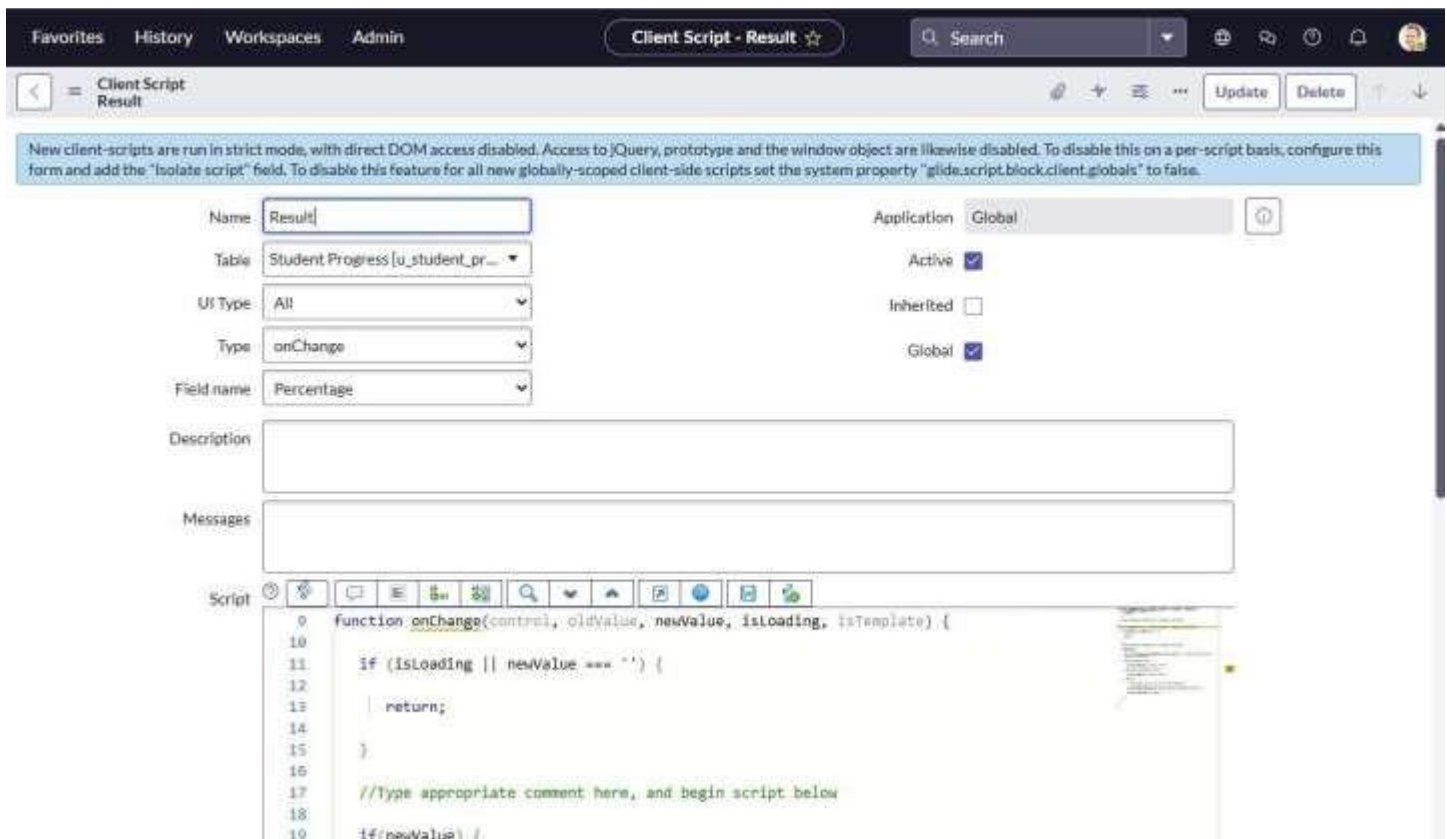 Favorites History Workspaces Admin Client Script - Result Search
Client Script
Result
Update Delete
New client-scripts are run in strict mode, with direct DOM access disabled. Access to jQuery, prototype and the window object are likewise disabled. To disable this on a per-script basis, configure this
form and add the "Isolate script" field. To disable this feature for all new globally-scoped client-side scripts set the system property "glide.script.block.client.globals" to false.
Name Result Application Global
Table Student Progress [u_student_pr... Active
UI Type All Inherited
Type onChange Global
Field name Percentage
Description
Messages
Script
9 function onChange(control, oldValue, newValue, isLoading, isTemplate) {
10
11 if (isLoading || newValue === '') {
12
13 return;
14
15 }
16
17 //Type appropriate comment here, and begin script below
18
19 if(newValue) {